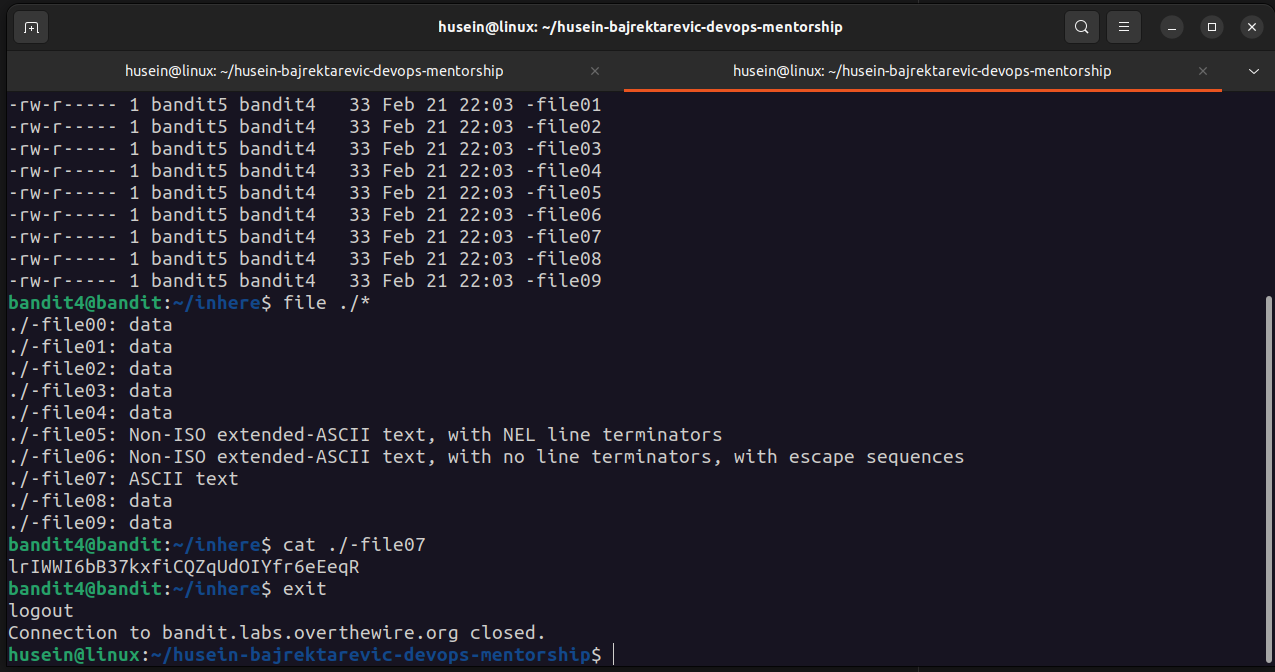 husein@linux: ~/husein-bajrektarevic-devops-mentorship
husein@linux: ~/husein-bajrektarevic-devops-mentorship
husein@linux: ~/husein-bajrektarevic-devops-mentorship
-rw-r----- 1 bandit5 bandit4   33 Feb 21 22:03 -file01
-rw-r----- 1 bandit5 bandit4   33 Feb 21 22:03 -file02
-rw-r----- 1 bandit5 bandit4   33 Feb 21 22:03 -file03
-rw-r----- 1 bandit5 bandit4   33 Feb 21 22:03 -file04
-rw-r----- 1 bandit5 bandit4   33 Feb 21 22:03 -file05
-rw-r----- 1 bandit5 bandit4   33 Feb 21 22:03 -file06
-rw-r----- 1 bandit5 bandit4   33 Feb 21 22:03 -file07
-rw-r----- 1 bandit5 bandit4   33 Feb 21 22:03 -file08
-rw-r----- 1 bandit5 bandit4   33 Feb 21 22:03 -file09
bandit4@bandit:~/inhere$ file ./*
./-file00: data
./-file01: data
./-file02: data
./-file03: data
./-file04: data
./-file05: Non-ISO extended-ASCII text, with NEL line terminators
./-file06: Non-ISO extended-ASCII text, with no line terminators, with escape sequences
./-file07: ASCII text
./-file08: data
./-file09: data
bandit4@bandit:~/inhere$ cat ./-file07
lrIWWI6bB37kxfiCQZqUdOIYfr6eEeqR
bandit4@bandit:~/inhere$ exit
logout
Connection to bandit.labs.overthewire.org closed.
husein@linux:~/husein-bajrektarevic-devops-mentorship$